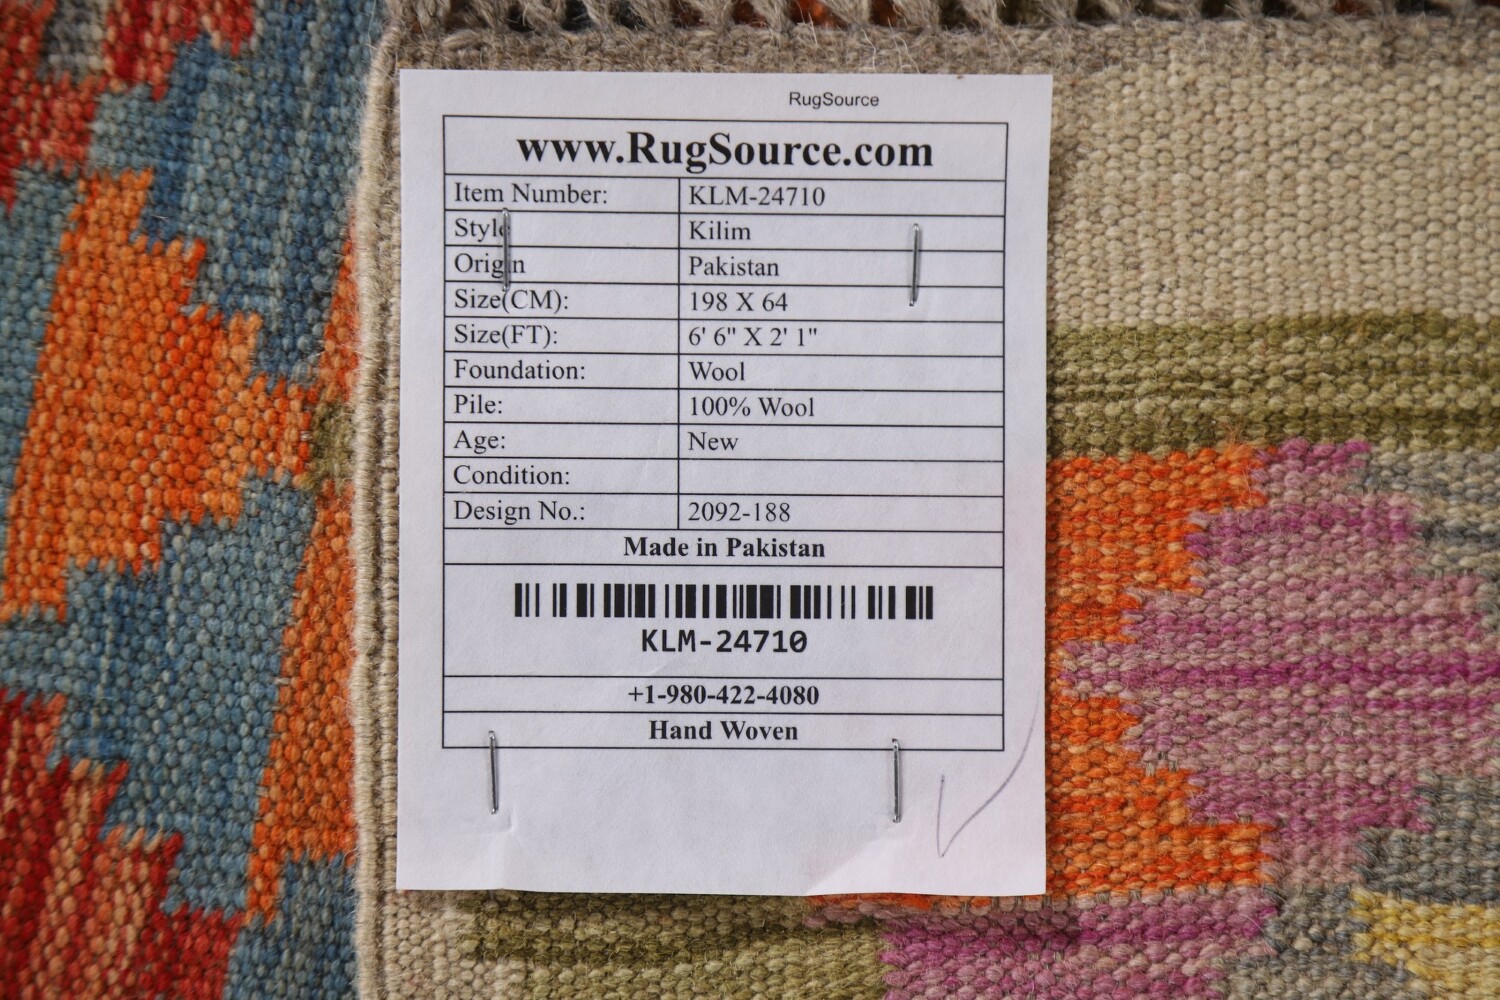 RugSource
www.RugSource.com
Item Number: KLM-24710
Style Kilim
Origin Pakistan
Size(CM): 198 X 64
Size(FT): 6' 6" X 2' 1"
Foundation: Wool
Pile: 100% Wool
Age: New
Condition:
Design No.: 2092-188
Made in Pakistan
KLM-24710
+1-980-422-4080
Hand Woven